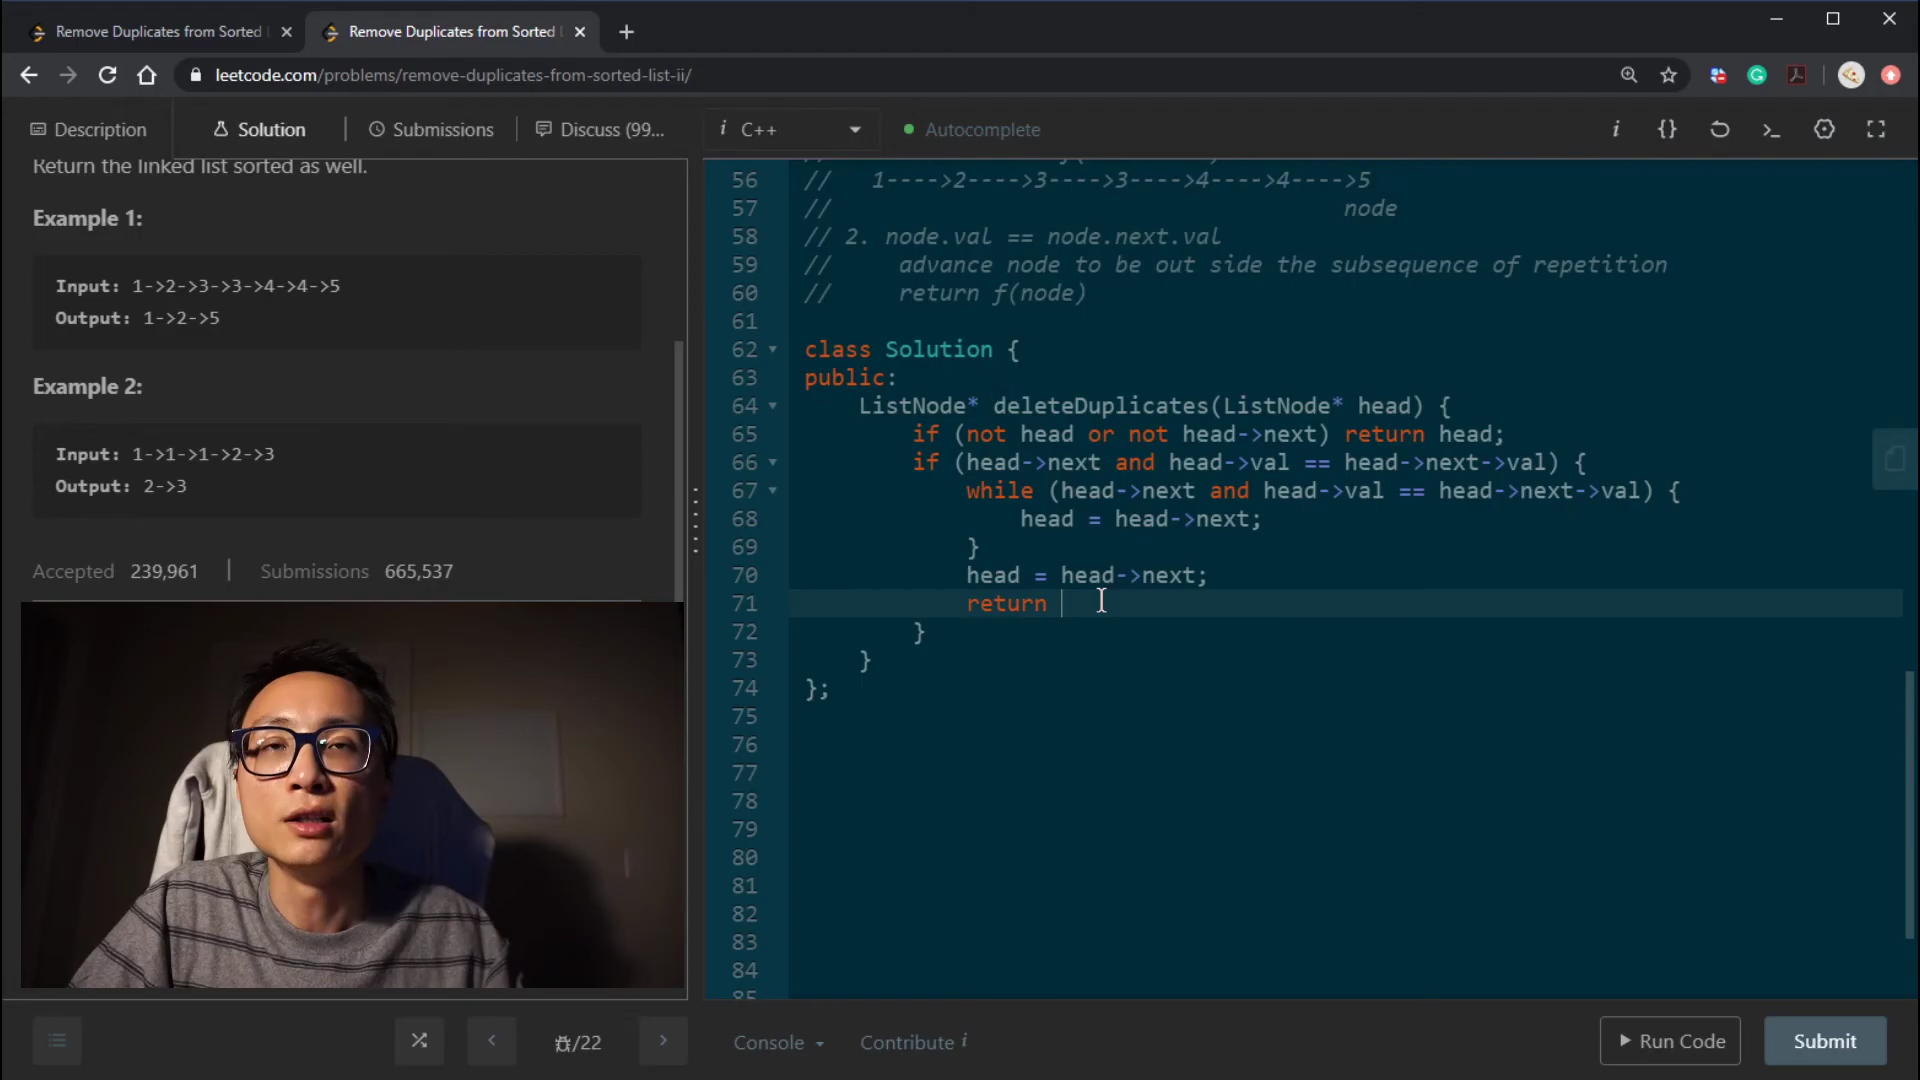 Remove Duplicates from Sorted
Remove Duplicates from Sorted
leetcode.com/problems/remove-duplicates-from-sorted-list-ii/
Description
Solution
Submissions
Discuss (99...
i C++
Autocomplete
Return the linked list sorted as well.
Example 1:
Input: 1->2->3->3->4->4->5
Output: 1->2->5
Example 2:
Input: 1->1->1->2->3
Output: 2->3
Accepted 239,961
Submissions 665,537
56 // 1---->2---->3---->3---->4---->4---->5
57 // node
58 // 2. node.val == node.next.val
59 // advance node to be out side the subsequence of repetition
60 // return f(node)
61
62 class Solution {
63 public:
64 ListNode* deleteDuplicates(ListNode* head) {
65 if (not head or not head->next) return head;
66 if (head->next and head->val == head->next->val) {
67 while (head->next and head->val == head->next->val) {
68 head = head->next;
69 }
70 head = head->next;
71 return
72 }
73 }
74 };
75
76
77
78
79
80
81
82
83
84
/22
Console
Contribute i
Run Code
Submit